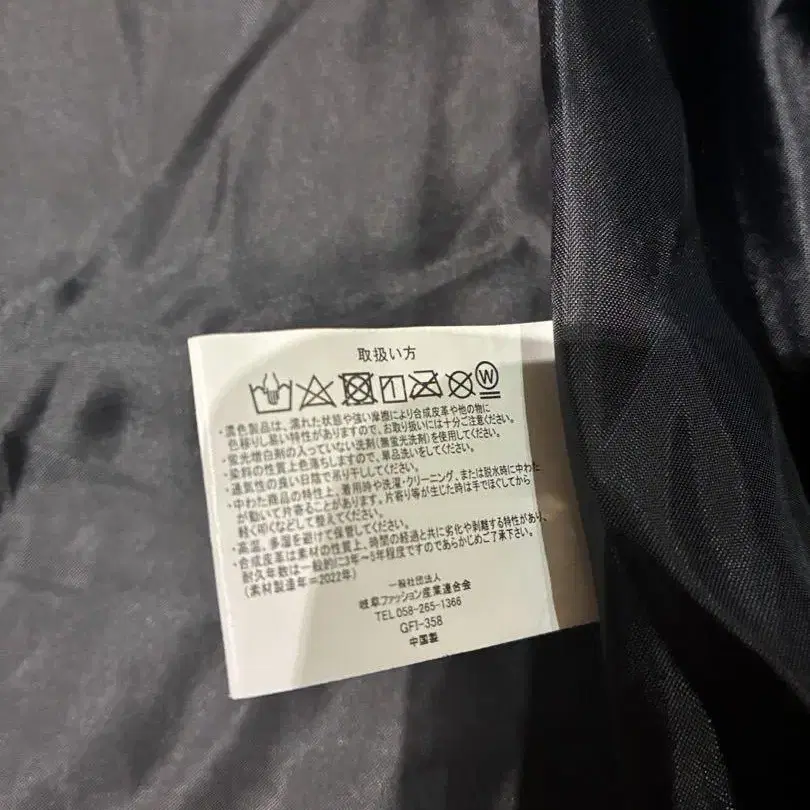 取扱い方
W
・濃色製品は、濡れた状態や強い摩擦により合成皮革や他の物に
色移りし易い特性がありますので、お取り扱いには十分ご注意ください。
・蛍光増白剤の入っていない洗剤(無蛍光洗剤)を使用してください。
・染料の性質上色落ちしますので、単品洗いをしてください。
・通気性の良い日陰で吊り干ししてください。
・中わた商品の特性上、着用時や洗濯・クリーニング、または脱水時に中わた
が動いて片寄ることがあります。片寄り等が生じた時は手でほぐしてから
軽く叩くなどして整えてください。
・高温、多湿を避けて保管してください。
・合成皮革は素材の性質上、時間の経過と共に劣化や剥離する特性があり、
耐久年数は一般的に3年~5年程度ですのであらかじめご了承下さい。
(素材製造年=2022年)
一般社団法人
岐阜ファッション産業連合会
TEL 058-265-1366
GFI-358
中国製